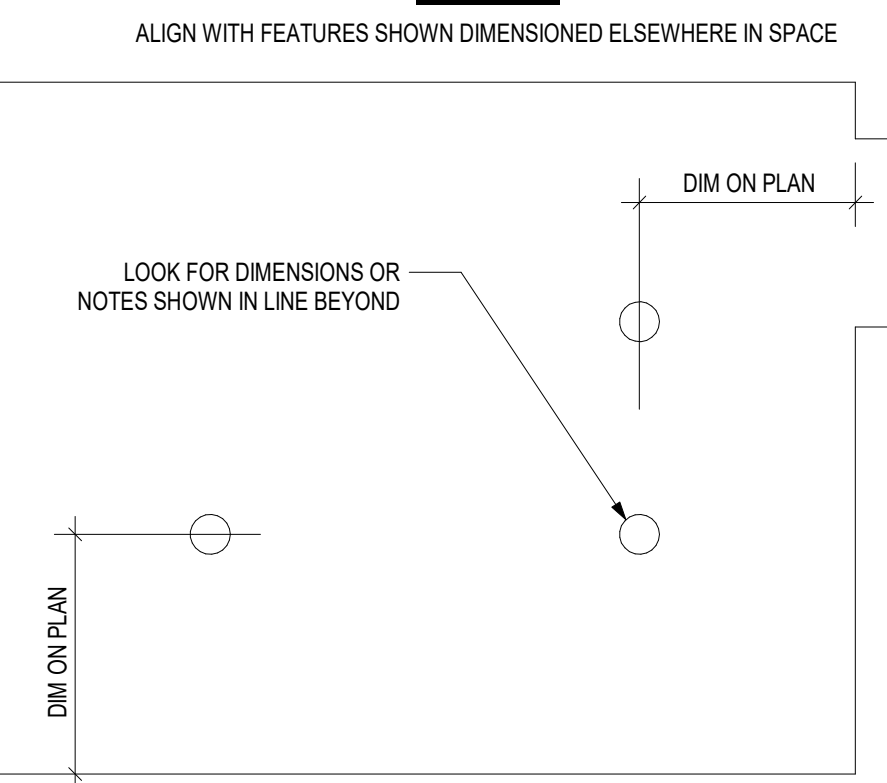 ALIGN WITH FEATURES SHOWN DIMENSIONED ELSEWHERE IN SPACE
DIM ON PLAN
LOOK FOR DIMENSIONS OR
NOTES SHOWN IN LINE BEYOND
DIM ON PLAN